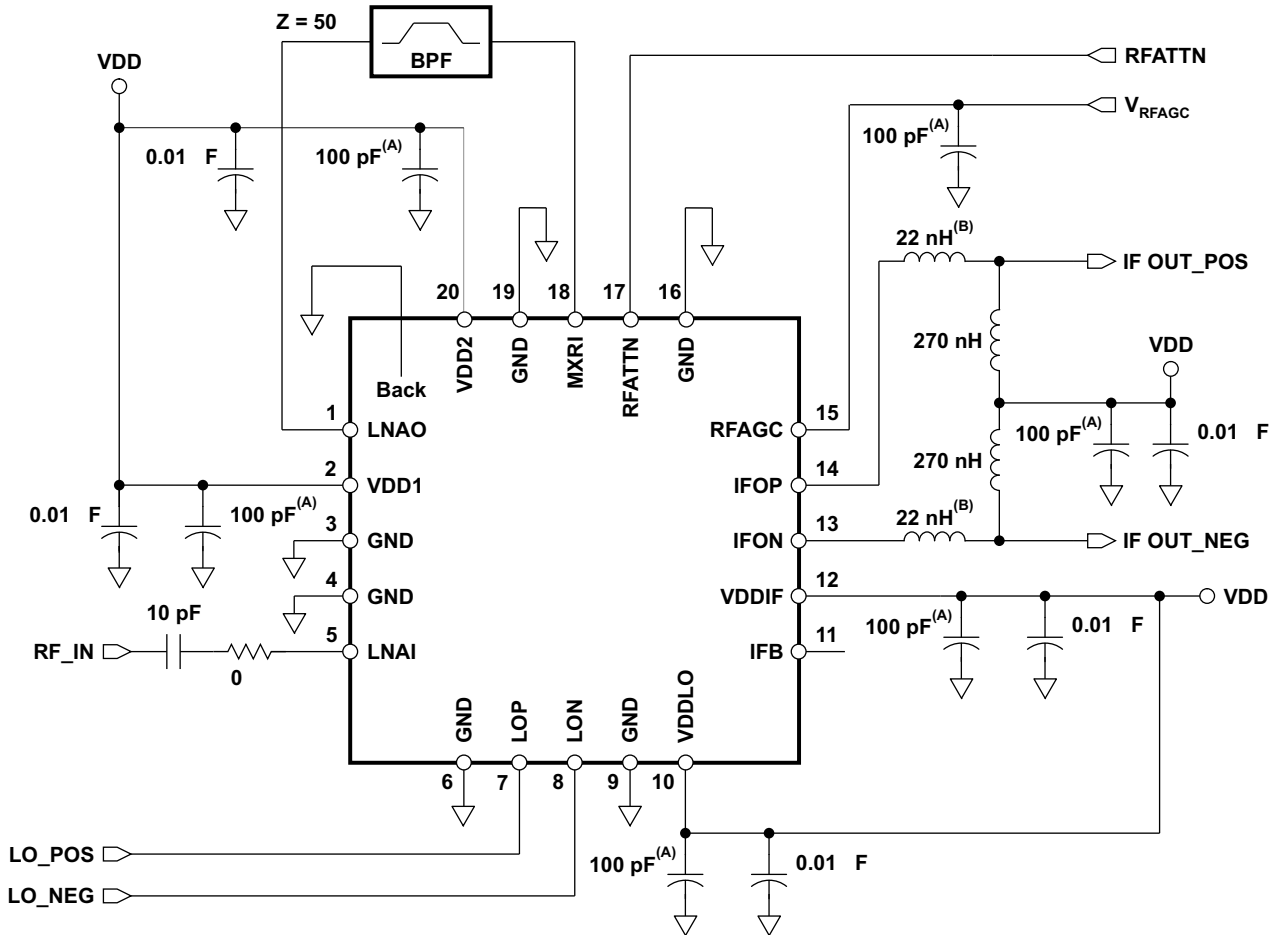 Z = 50
BPF
VDD
RFATTN
V_RFAGC
0.01 F
100 pF(A)
100 pF(A)
22 nH(B)
IF OUT_POS
20
19
18
17
16
VDD2
GND
MXRI
RFATTN
GND
270 nH
VDD
Back
1
LNAO
RFAGC
15
100 pF(A)
0.01 F
2
VDD1
IFOP
14
270 nH
0.01 F
100 pF(A)
3
GND
IFON
13
22 nH(B)
IF OUT_NEG
4
GND
VDDIF
12
VDD
10 pF
100 pF(A)
0.01 F
RF_IN
0
5
LNAI
IFB
11
GND
LOP
LON
GND
VDDLO
6
7
8
9
10
LO_POS
100 pF(A)
0.01 F
LO_NEG